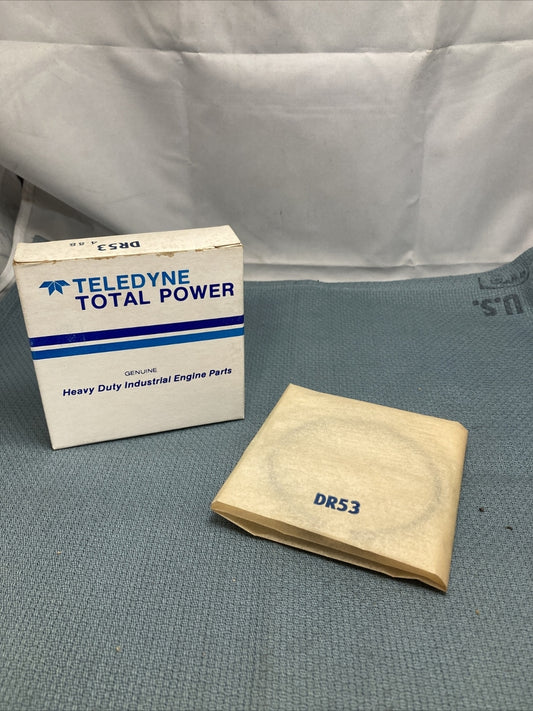 DR53 4.88
TELEDYNE
TOTAL POWER
GENUINE
Heavy Duty Industrial Engine Parts
DR53
U.S.